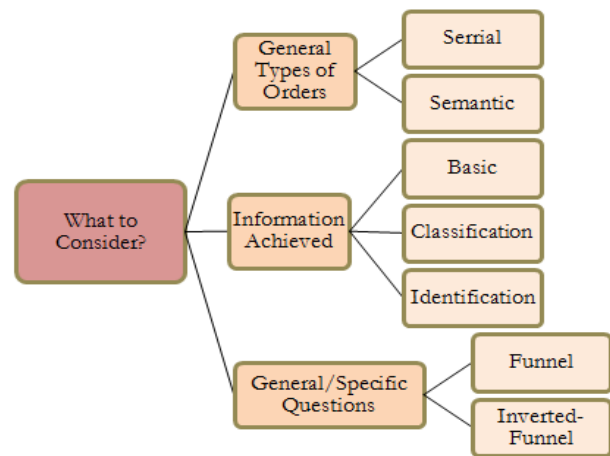 What to
Consider?
General
Types of
Orders
Serrial
Semantic
Information
Achieved
Basic
Classification
Identification
General/Specific
Questions
Funnel
Inverted-
Funnel